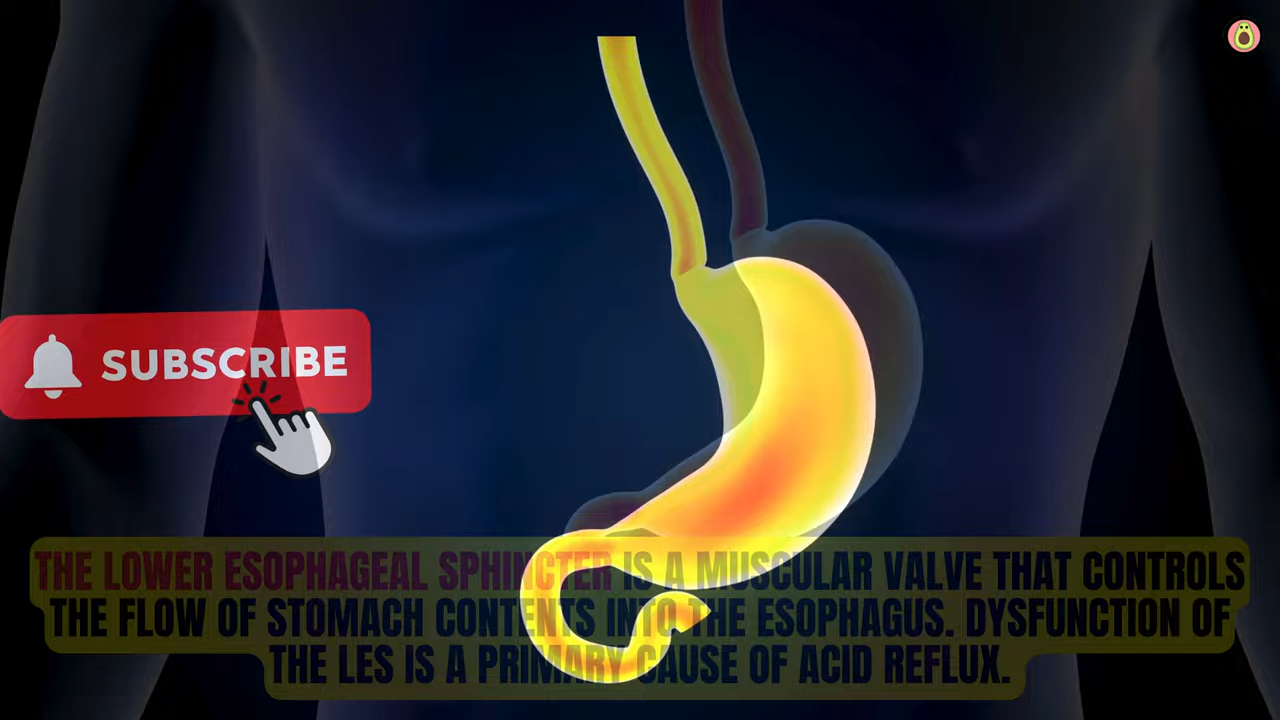 SUBSCRIBE
THE LOWER ESOPHAGEAL SPHINCTER IS A MUSCULAR VALVE THAT CONTROLS
THE FLOW OF STOMACH CONTENTS INTO THE ESOPHAGUS. DYSFUNCTION OF
THE LES IS A PRIMARY CAUSE OF ACID REFLUX.